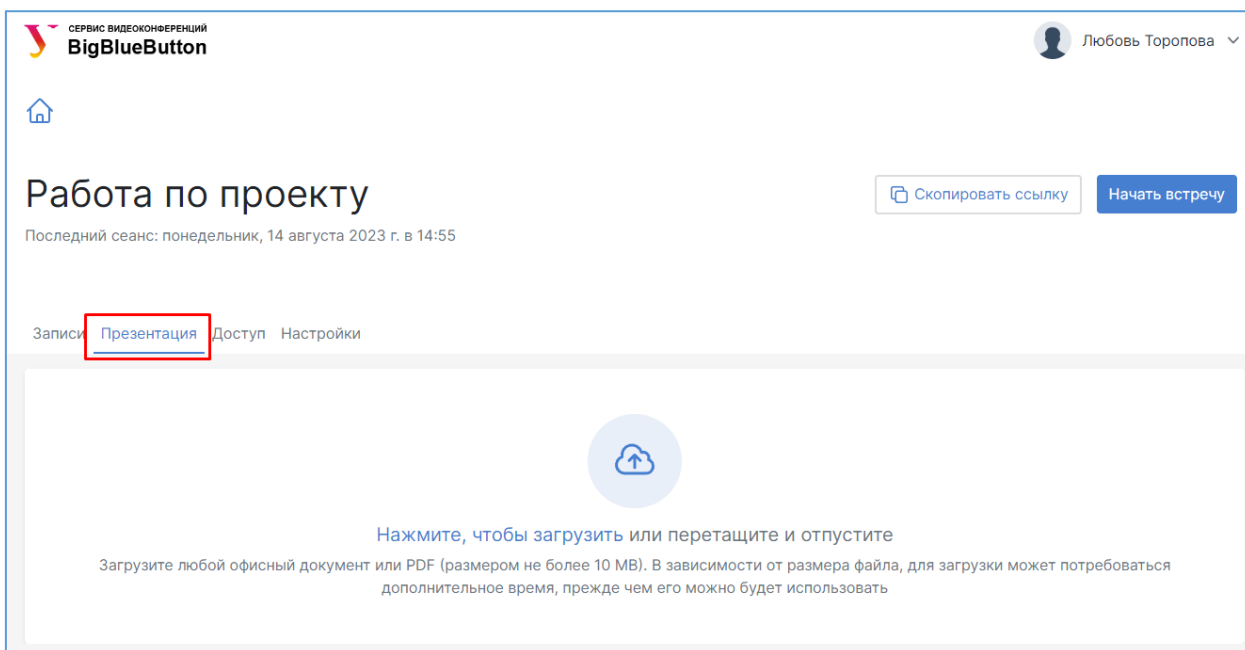 СЕРВИС ВИДЕОКОНФЕРЕНЦИЙ
BigBlueButton
Любовь Торопова
Работа по проекту
Скопировать ссылку
Начать встречу
Последний сеанс: понедельник, 14 августа 2023 г. в 14:55
Записи Презентация Доступ Настройки
Нажмите, чтобы загрузить или перетащите и отпустите
Загрузите любой офисный документ или PDF (размером не более 10 MB). В зависимости от размера файла, для загрузки может потребоваться
дополнительное время, прежде чем его можно будет использовать